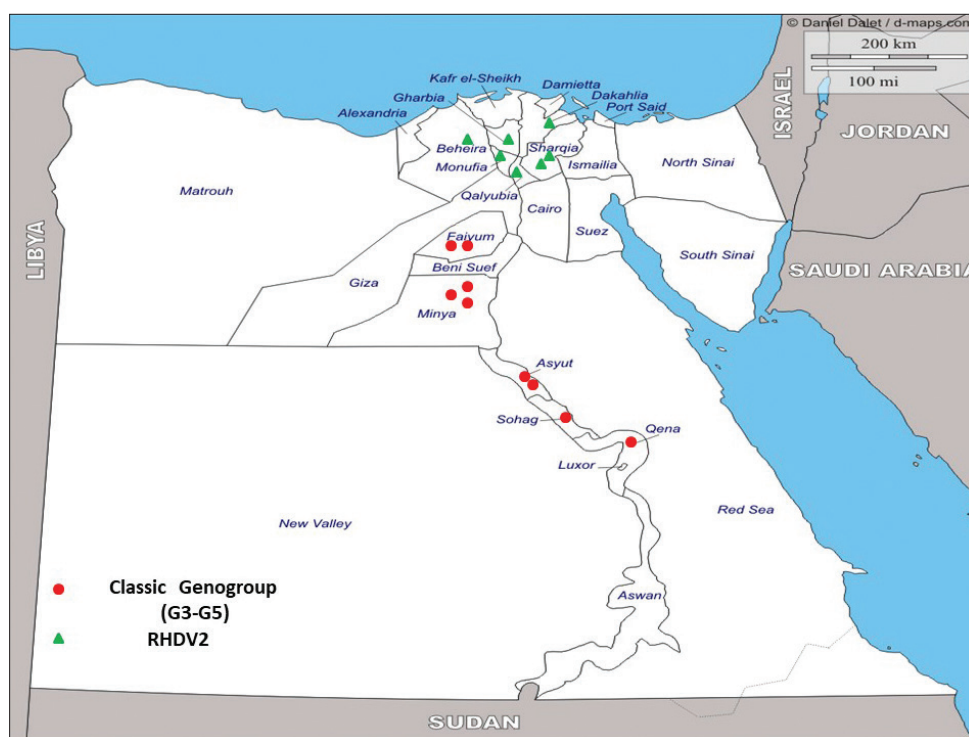 © Daniel Dalet / d-maps.com
200 km
100 mi
Kafr el-Sheikh
Damietta
Gharbia
Dakahlia
Alexandria
Port Said
ISRAEL
JORDAN
Beheira
Sharqia
Monufia
Ismailia
North Sinai
Matrouh
Qalyubia
Cairo
LIBYA
Faiyum
Suez
South Sinai
SAUDI ARABIA
Beni Suef
Giza
Minya
Asyut
Sohag
Qena
Luxor
New Valley
Red Sea
Classic Genogroup
(G3-G5)
Aswan
RHDV2
SUDAN